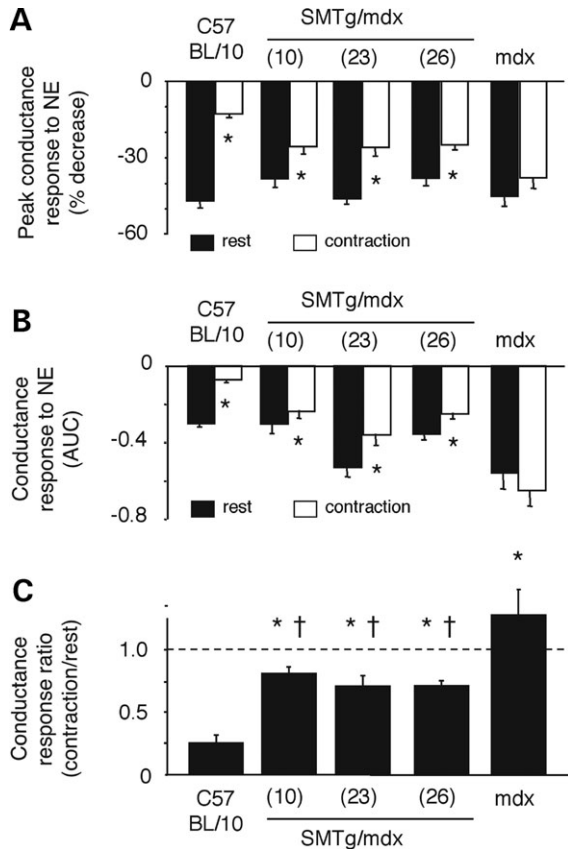 A
C57
BL/10
SMTg/mdx
(10) (23) (26) mdx
Peak conductance
response to NE
(% decrease)
0
-30
-60
* * * *
rest contraction
B
C57
BL/10
SMTg/mdx
(10) (23) (26) mdx
Conductance
response to NE
(AUC)
0
-0.4
-0.8
* * * *
rest contraction
C
Conductance
response ratio
(contraction/rest)
* † * † * † *
1.0
0.5
0
C57
BL/10
(10) (23) (26) mdx
SMTg/mdx